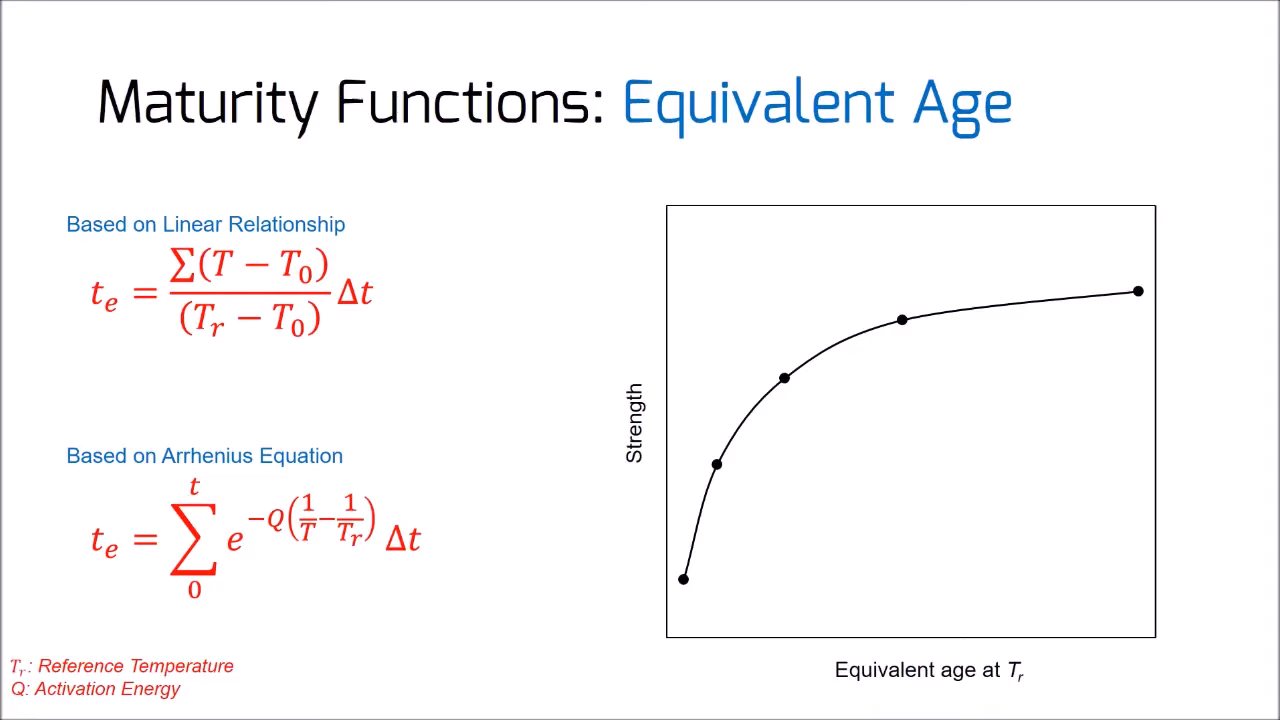 Maturity Functions: Equivalent Age
Based on Linear Relationship
t_e = ∑(T − T_0) / (T_r − T_0) Δt
Based on Arrhenius Equation
t_e = ∑_0^t e^{−Q(1/T − 1/T_r)} Δt
T_r: Reference Temperature
Q: Activation Energy
Strength
Equivalent age at T_r